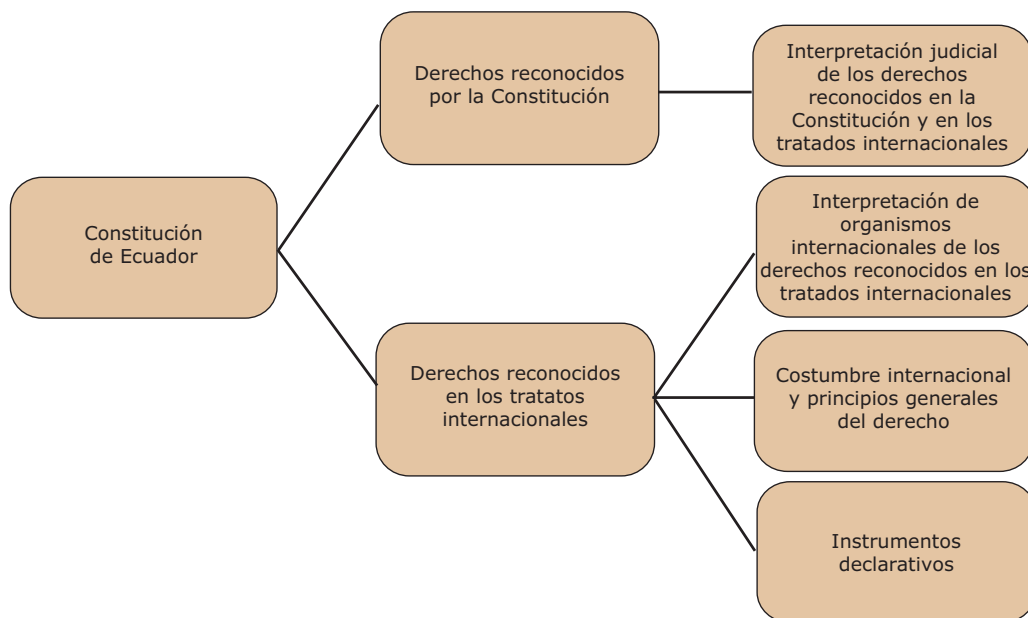 Constitución
de Ecuador
Derechos reconocidos
por la Constitución
Interpretación judicial
de los derechos
reconocidos en la
Constitución y en los
tratados internacionales
Derechos reconocidos
en los tratatos
internacionales
Interpretación de
organismos
internacionales de los
derechos reconocidos en los
tratados internacionales
Costumbre internacional
y principios generales
del derecho
Instrumentos
declarativos